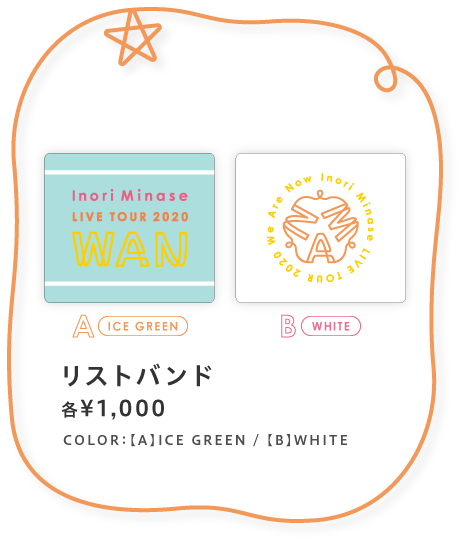 Inori Minase
LIVE TOUR 2020
WAN
We Are Now Inori Minase LIVE TOUR 2020
WAN
A ICE GREEN
B WHITE
リストバンド
各¥1,000
COLOR:【A】ICE GREEN / 【B】WHITE